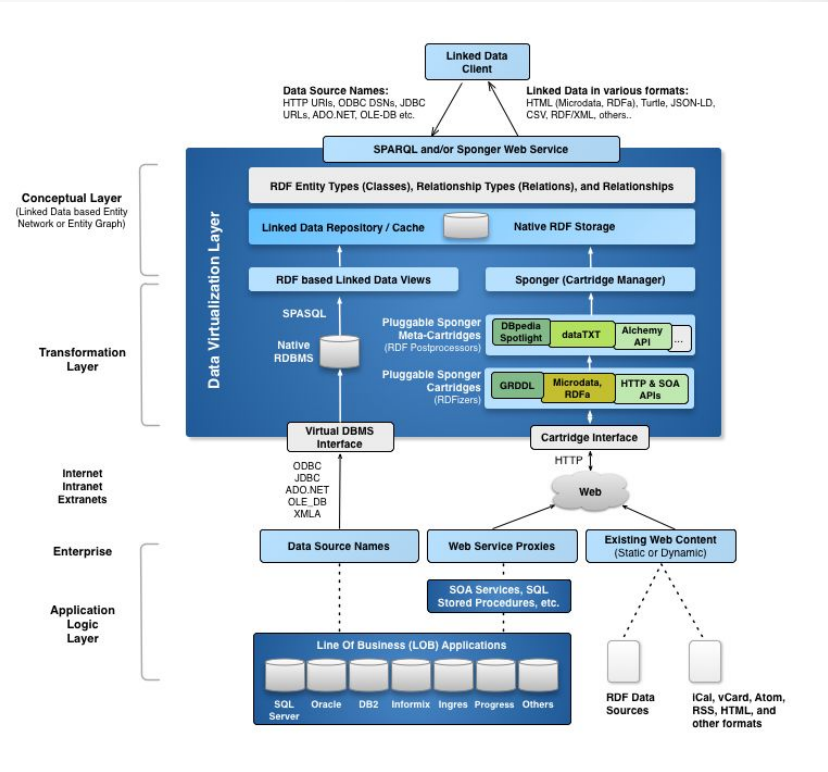 Linked Data
Client
Data Source Names:
HTTP URIs, ODBC DSNs, JDBC
URLs, ADO.NET, OLE-DB etc.
Linked Data in various formats:
HTML (Microdata, RDFa), Turtle, JSON-LD,
CSV, RDF/XML, others..
SPARQL and/or Sponger Web Service
Conceptual Layer
(Linked Data based Entity
Network or Entity Graph)
Data Virtualization Layer
RDF Entity Types (Classes), Relationship Types (Relations), and Relationships
Linked Data Repository / Cache
Native RDF Storage
RDF based Linked Data Views
Sponger (Cartridge Manager)
Transformation
Layer
SPASQL
Native
RDBMS
Pluggable Sponger
Meta-Cartridges
(RDF Postprocessors)
DBpedia
Spotlight
dataTXT
Alchemy
API
...
Pluggable Sponger
Cartridges
(RDFizers)
GRDDL
Microdata,
RDFa
HTTP & SOA
APIs
Virtual DBMS
Interface
Cartridge Interface
Internet
Intranet
Extranets
ODBC
JDBC
ADO.NET
OLE_DB
XMLA
HTTP
Web
Enterprise
Data Source Names
Web Service Proxies
Existing Web Content
(Static or Dynamic)
Application
Logic
Layer
SOA Services, SQL
Stored Procedures, etc.
Line Of Business (LOB) Applications
SQL
Server
Oracle
DB2
Informix
Ingres
Progress
Others
RDF Data
Sources
iCal, vCard, Atom,
RSS, HTML, and
other formats